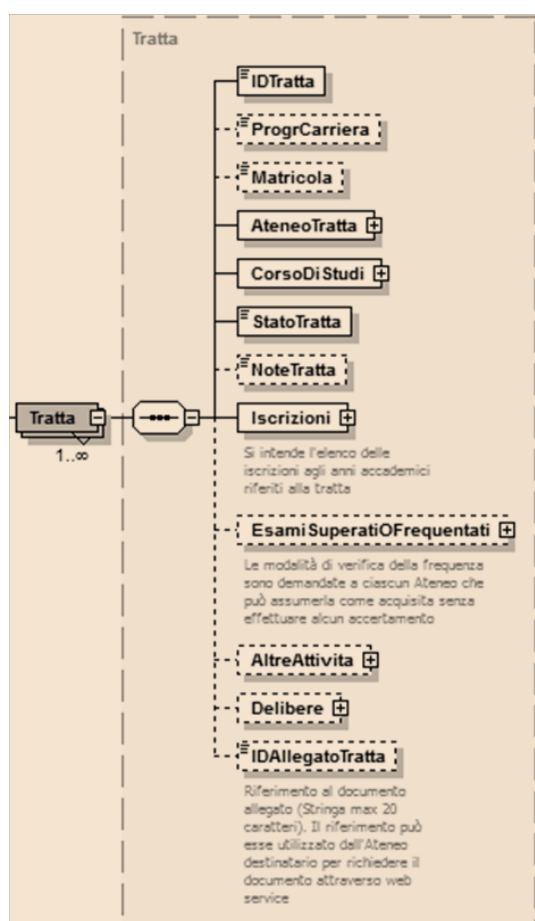 Tratta
IDTratta
ProgrCarriera
Matricola
AteneoTratta
CorsoDiStudi
StatoTratta
NoteTratta
Tratta
1..∞
Iscrizioni
Si intende l'elenco delle
iscrizioni agli anni accademici
riferiti alla tratta
EsamiSuperatiOFrequentati
Le modalità di verifica della frequenza
sono demandate a ciascun Ateneo che
può assumerla come acquisita senza
effettuare alcun accertamento
AltreAttivita
Delibere
IDAllegatoTratta
Riferimento al documento
allegato (Stringa max 20
caratteri). Il riferimento può
esse utilizzato dall'Ateneo
destinatario per richiedere il
documento attraverso web
service